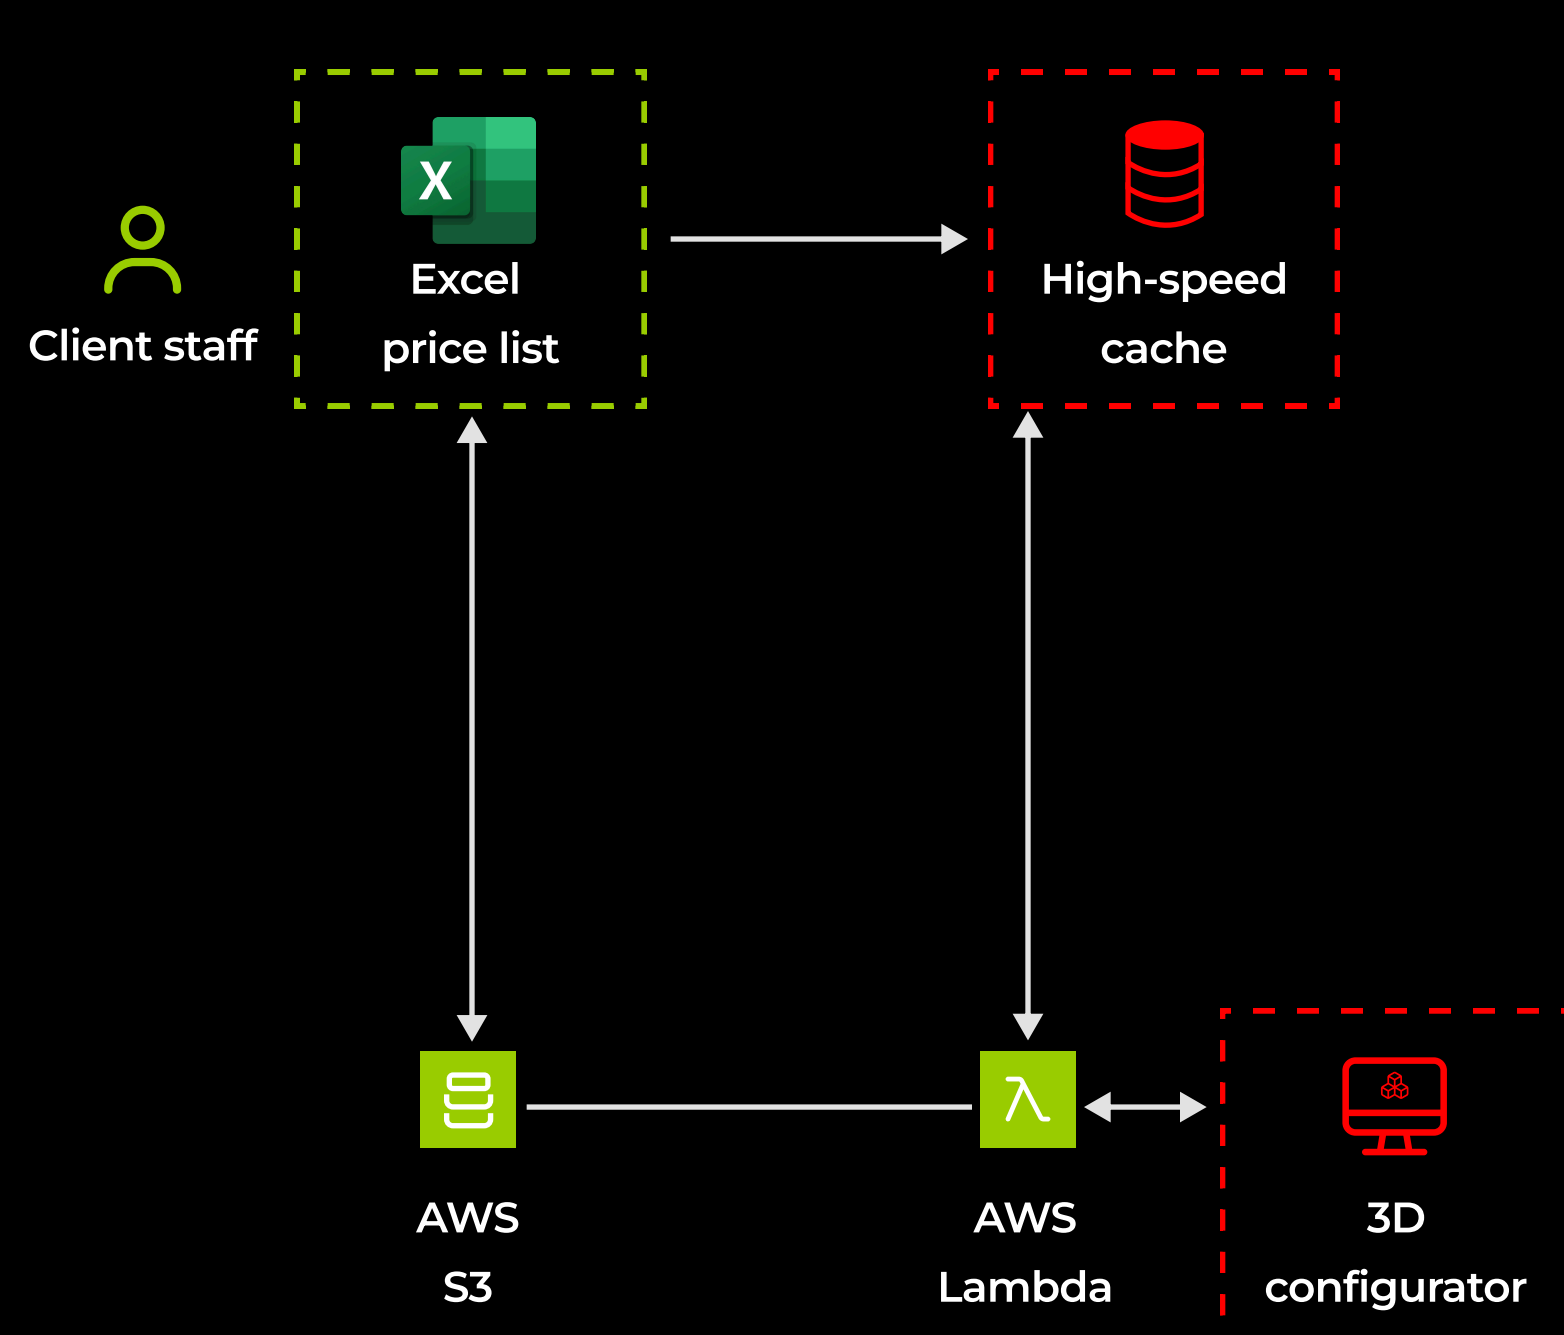 X
Excel
price list
High-speed
cache
Client staff
AWS
S3
AWS
Lambda
3D
configurator